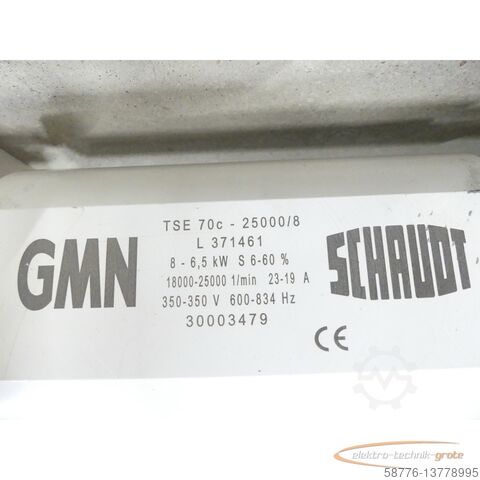 GMN
TSE 70c - 25000/8
L 371461
8 - 6,5 kW S 6-60 %
18000-25000 1/min 23-19 A
350-350 V 600-834 Hz
30003479
SCHAUDT
CE
elektro-technik-grote
58776-13778995